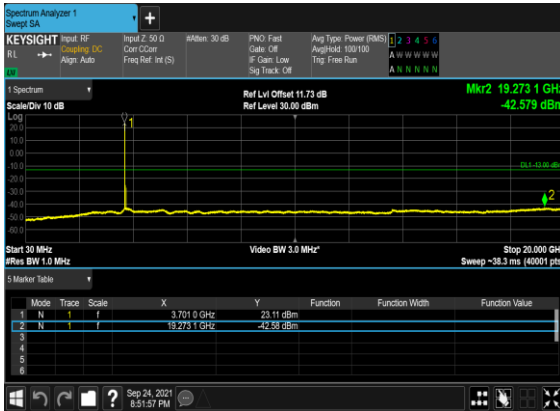 Spectrum Analyzer 1
Swept SA
+
KEYSIGHT Input: RF Input Z: 50 Ω #Atten: 30 dB PNO: Fast Avg Type: Power (RMS) 1 2 3 4 5 6
RL Coupling: DC Corr CCorr Gate: Off Avg|Hold: 100/100 A W W W W W
Align: Auto Freq Ref: Int (S) IF Gain: Low Trig: Free Run
Sig Track: Off A N N N N N
1 Spectrum
Ref Lvl Offset 11.73 dB Mkr2 19.273 1 GHz
Scale/Div 10 dB Ref Level 30.00 dBm -42.579 dBm
Log
1
20.0
10.0
0.00
-10.0
DL1 -13.00 dBm
-20.0
-30.0
-40.0
2
-50.0
-60.0
Start 30 MHz Video BW 3.0 MHz* Stop 20.000 GHz
#Res BW 1.0 MHz Sweep ~38.3 ms (40001 pts)
5 Marker Table
Mode Trace Scale X Y Function Function Width Function Value
1 N 1 f 3.701 0 GHz 23.11 dBm
2 N 1 f 19.273 1 GHz -42.58 dBm
3
4
5
6
? Sep 24, 2021
8:51:57 PM